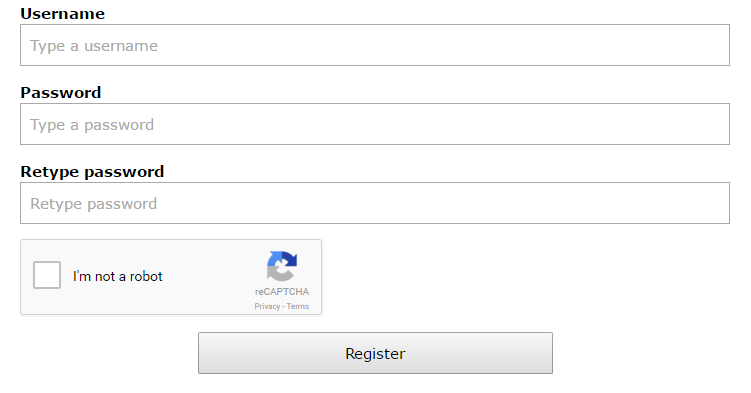 Username
Type a username
Password
Type a password
Retype password
Retype password
I'm not a robot
reCAPTCHA
Privacy - Terms
Register